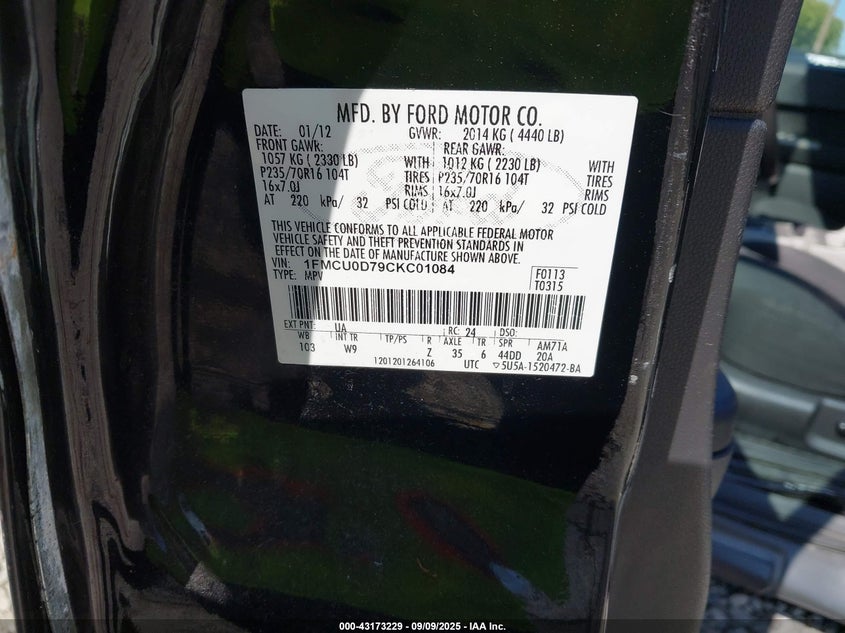 MFD. BY FORD MOTOR CO.
DATE: 01/12 GVWR: 2014 KG ( 4440 LB)
FRONT GAWR: REAR GAWR:
1057 KG ( 2330 LB) WITH 1012 KG ( 2230 LB) WITH
P235/70R16 104T TIRES P235/70R16 104T TIRES
16x7.0J RIMS 16x7.0J RIMS
AT 220 kPa/ 32 PSI COLD AT 220 kPa/ 32 PSI COLD
THIS VEHICLE CONFORMS TO ALL APPLICABLE FEDERAL MOTOR
VEHICLE SAFETY AND THEFT PREVENTION STANDARDS IN
EFFECT ON THE DATE OF MANUFACTURE SHOWN ABOVE.
VIN: 1FMCU0D79CKC01084 F0113
TYPE: MPV T0315
EXT PNT: UA RC: 24 DSO:
WB INT TR TP/PS R AXLE TR SPR AM71A
103 W9 Z 35 6 44DD 20A
1201201264106 UTC ▽5U5A-1520472-BA
000-43173229 - 09/09/2025 - IAA Inc.